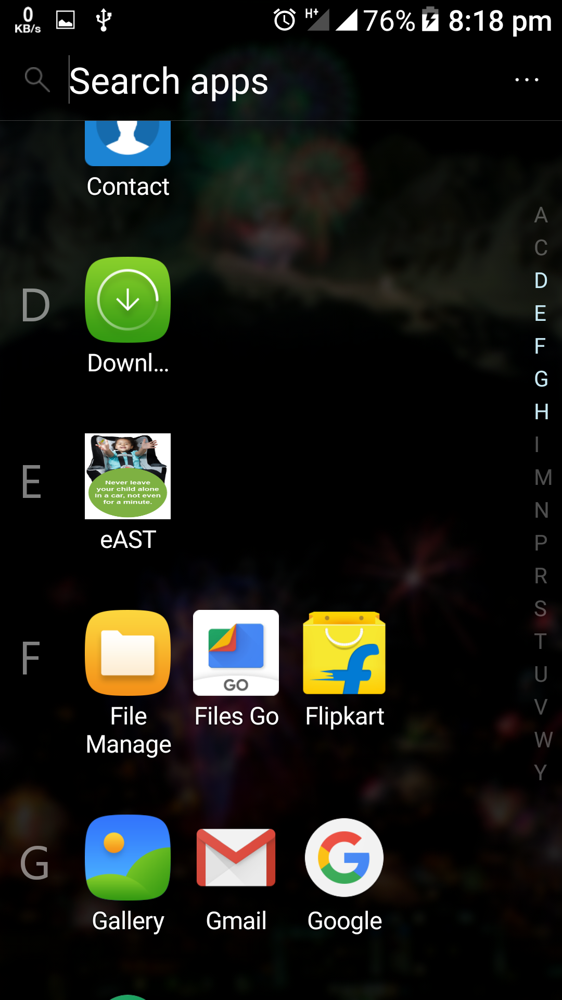 0
KB/s
H+
76%
8:18 pm
Search apps
...
Contact
A
C
D
E
F
G
H
I
M
N
P
R
S
T
U
V
W
Y
D
Downl...
E
Never leave
your child alone
in a car, not even
for a minute.
eAST
F
GO
f
File
Manage
Files Go
Flipkart
G
G
Gallery
Gmail
Google